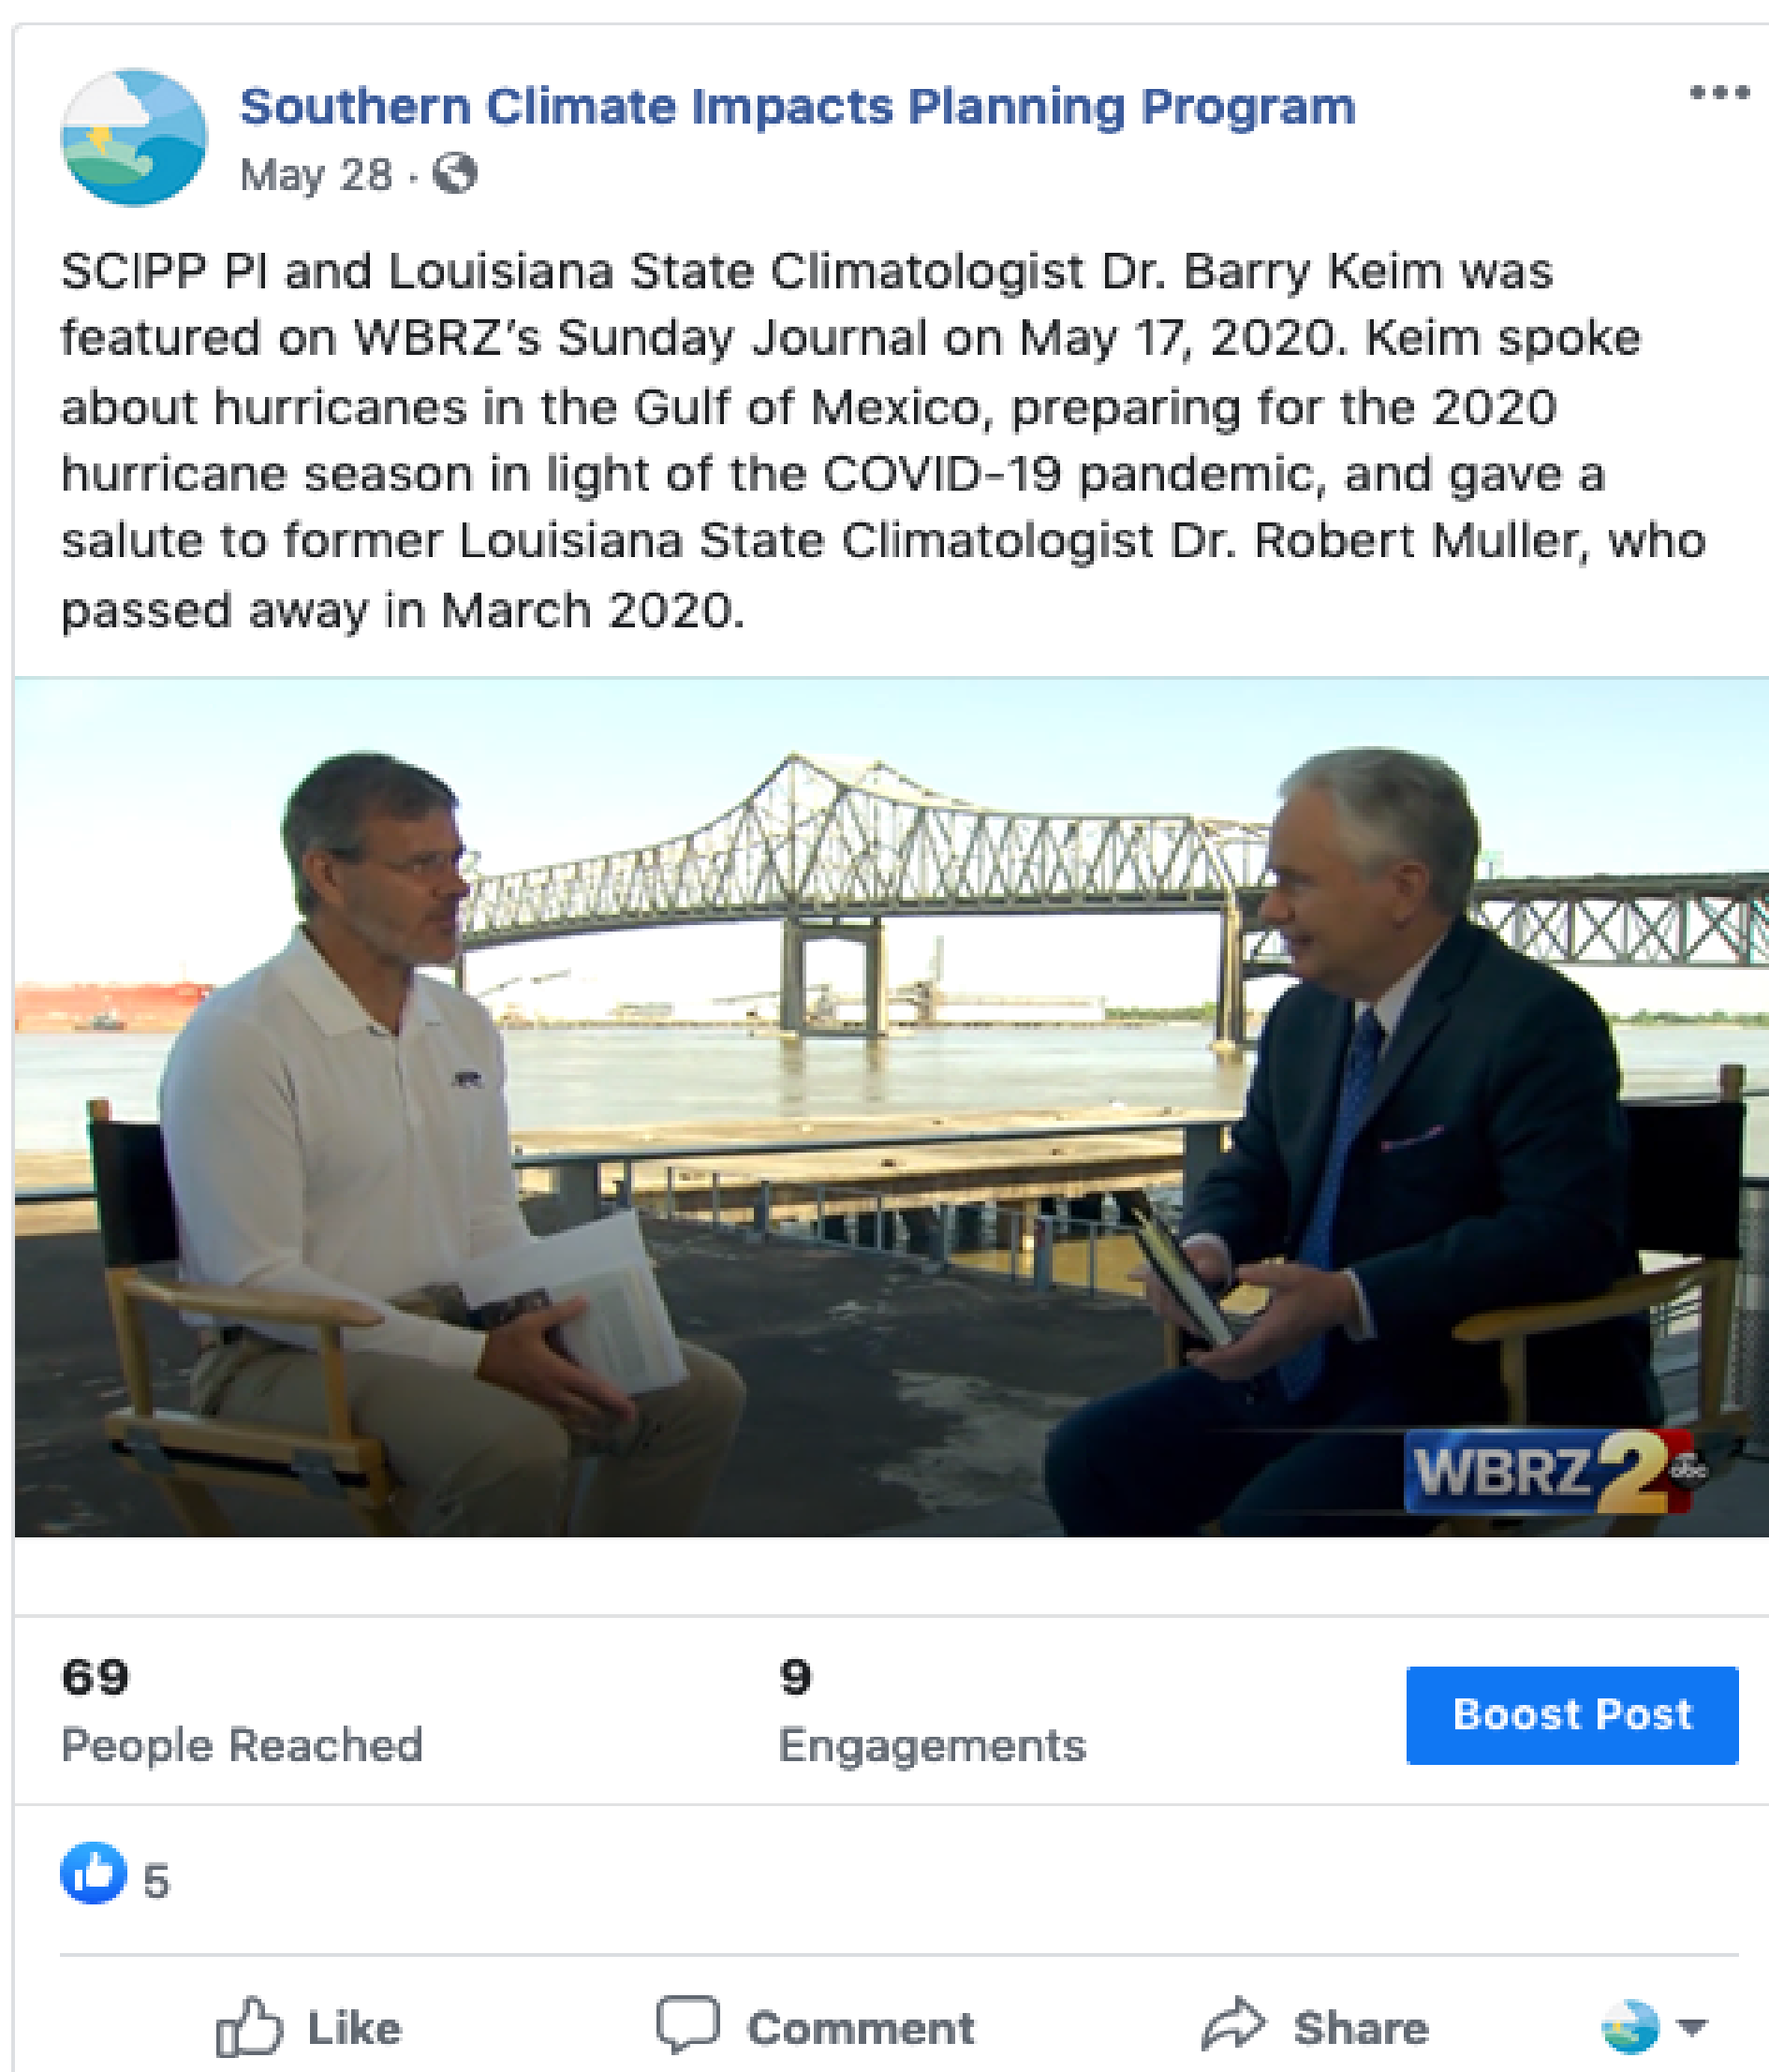 Southern Climate Impacts Planning Program
May 28 ·
SCIPP PI and Louisiana State Climatologist Dr. Barry Keim was
featured on WBRZ's Sunday Journal on May 17, 2020. Keim spoke
about hurricanes in the Gulf of Mexico, preparing for the 2020
hurricane season in light of the COVID-19 pandemic, and gave a
salute to former Louisiana State Climatologist Dr. Robert Muller, who
passed away in March 2020.
WBRZ 2 abc
69
People Reached
9
Engagements
Boost Post
5
Like
Comment
Share